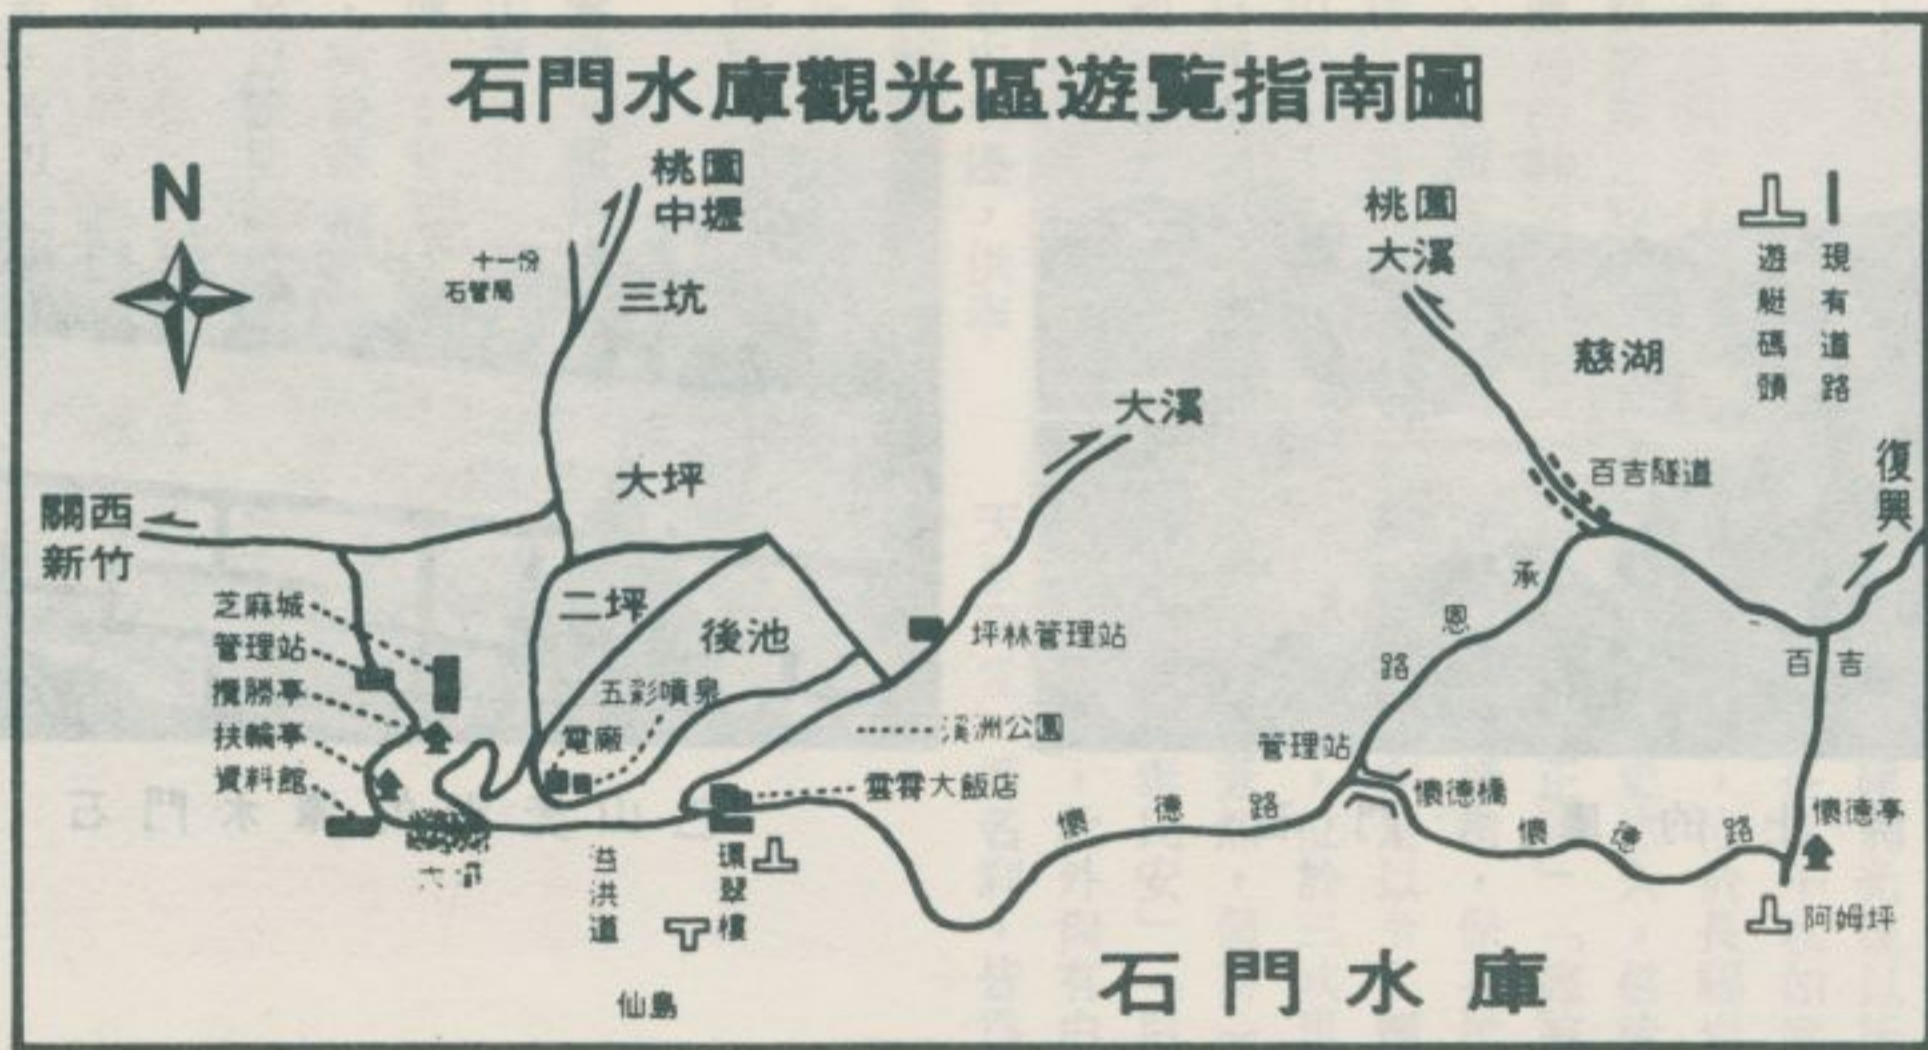 石門水庫觀光區遊覽指南圖
N
桃園
中壢
十一份
石管局
三坑
桃園
大溪
遊艇碼頭
現有道路
慈湖
大溪
大坪
百吉隧道
復興
關西
新竹
芝麻城
管理站
攬勝亭
扶輪亭
資料館
二坪
後池
五彩噴泉
電廠
坪林管理站
溪洲公園
雲霄大飯店
承恩路
百吉
管理站
懷德橋
懷德路
懷德路
懷德亭
阿姆坪
溢洪道
環翠樓
仙島
石門水庫